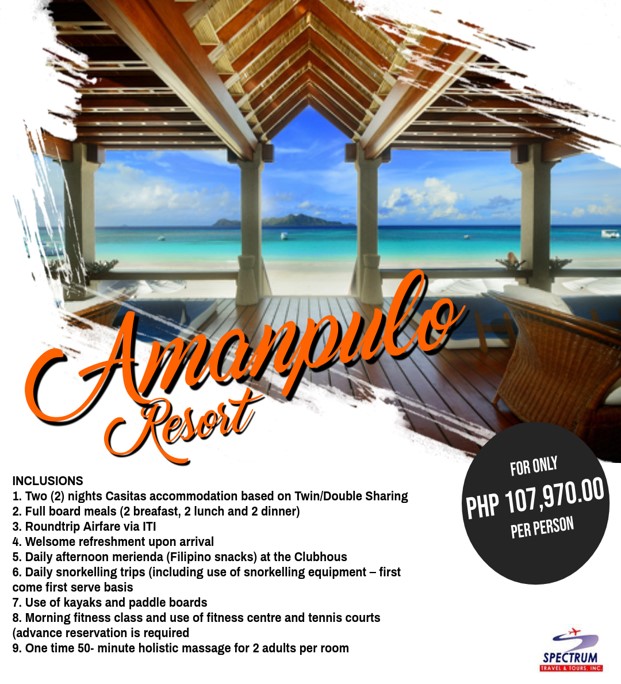 Amanpulo
Resort
FOR ONLY
PHP 107,970.00
PER PERSON
INCLUSIONS
1. Two (2) nights Casitas accommodation based on Twin/Double Sharing
2. Full board meals (2 breafast, 2 lunch and 2 dinner)
3. Roundtrip Airfare via ITI
4. Welsome refreshment upon arrival
5. Daily afternoon merienda (Filipino snacks) at the Clubhous
6. Daily snorkelling trips (including use of snorkelling equipment – first
come first serve basis
7. Use of kayaks and paddle boards
8. Morning fitness class and use of fitness centre and tennis courts
(advance reservation is required
9. One time 50- minute holistic massage for 2 adults per room
SPECTRUM
TRAVEL & TOURS, INC.